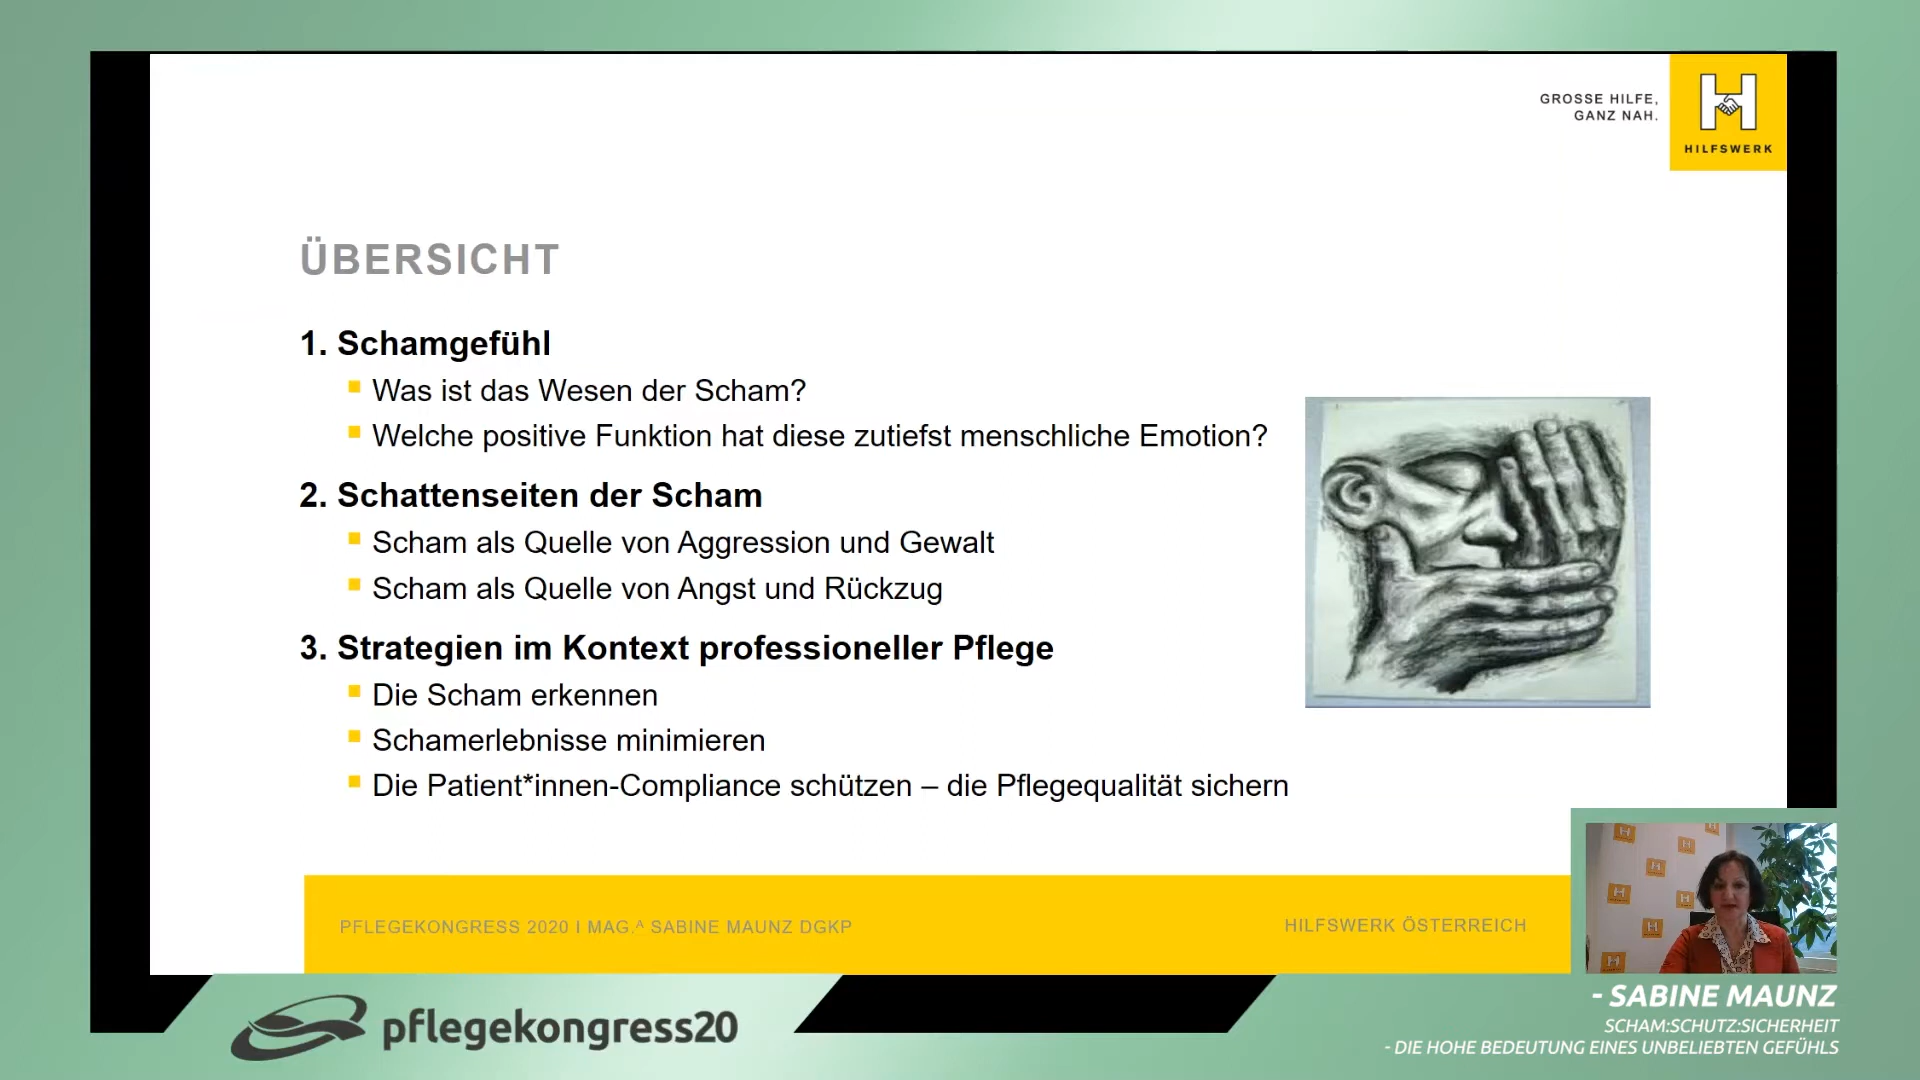 GROSSE HILFE,
GANZ NAH.
HILFSWERK
ÜBERSICHT
1. Schamgefühl
Was ist das Wesen der Scham?
Welche positive Funktion hat diese zutiefst menschliche Emotion?
2. Schattenseiten der Scham
Scham als Quelle von Aggression und Gewalt
Scham als Quelle von Angst und Rückzug
3. Strategien im Kontext professioneller Pflege
Die Scham erkennen
Schamerlebnisse minimieren
Die Patient*innen-Compliance schützen – die Pflegequalität sichern
PFLEGEKONGRESS 2020 I MAG.ᴬ SABINE MAUNZ DGKP
HILFSWERK ÖSTERREICH
pflegekongress20
- SABINE MAUNZ
SCHAM:SCHUTZ:SICHERHEIT
- DIE HOHE BEDEUTUNG EINES UNBELIEBTEN GEFÜHLS